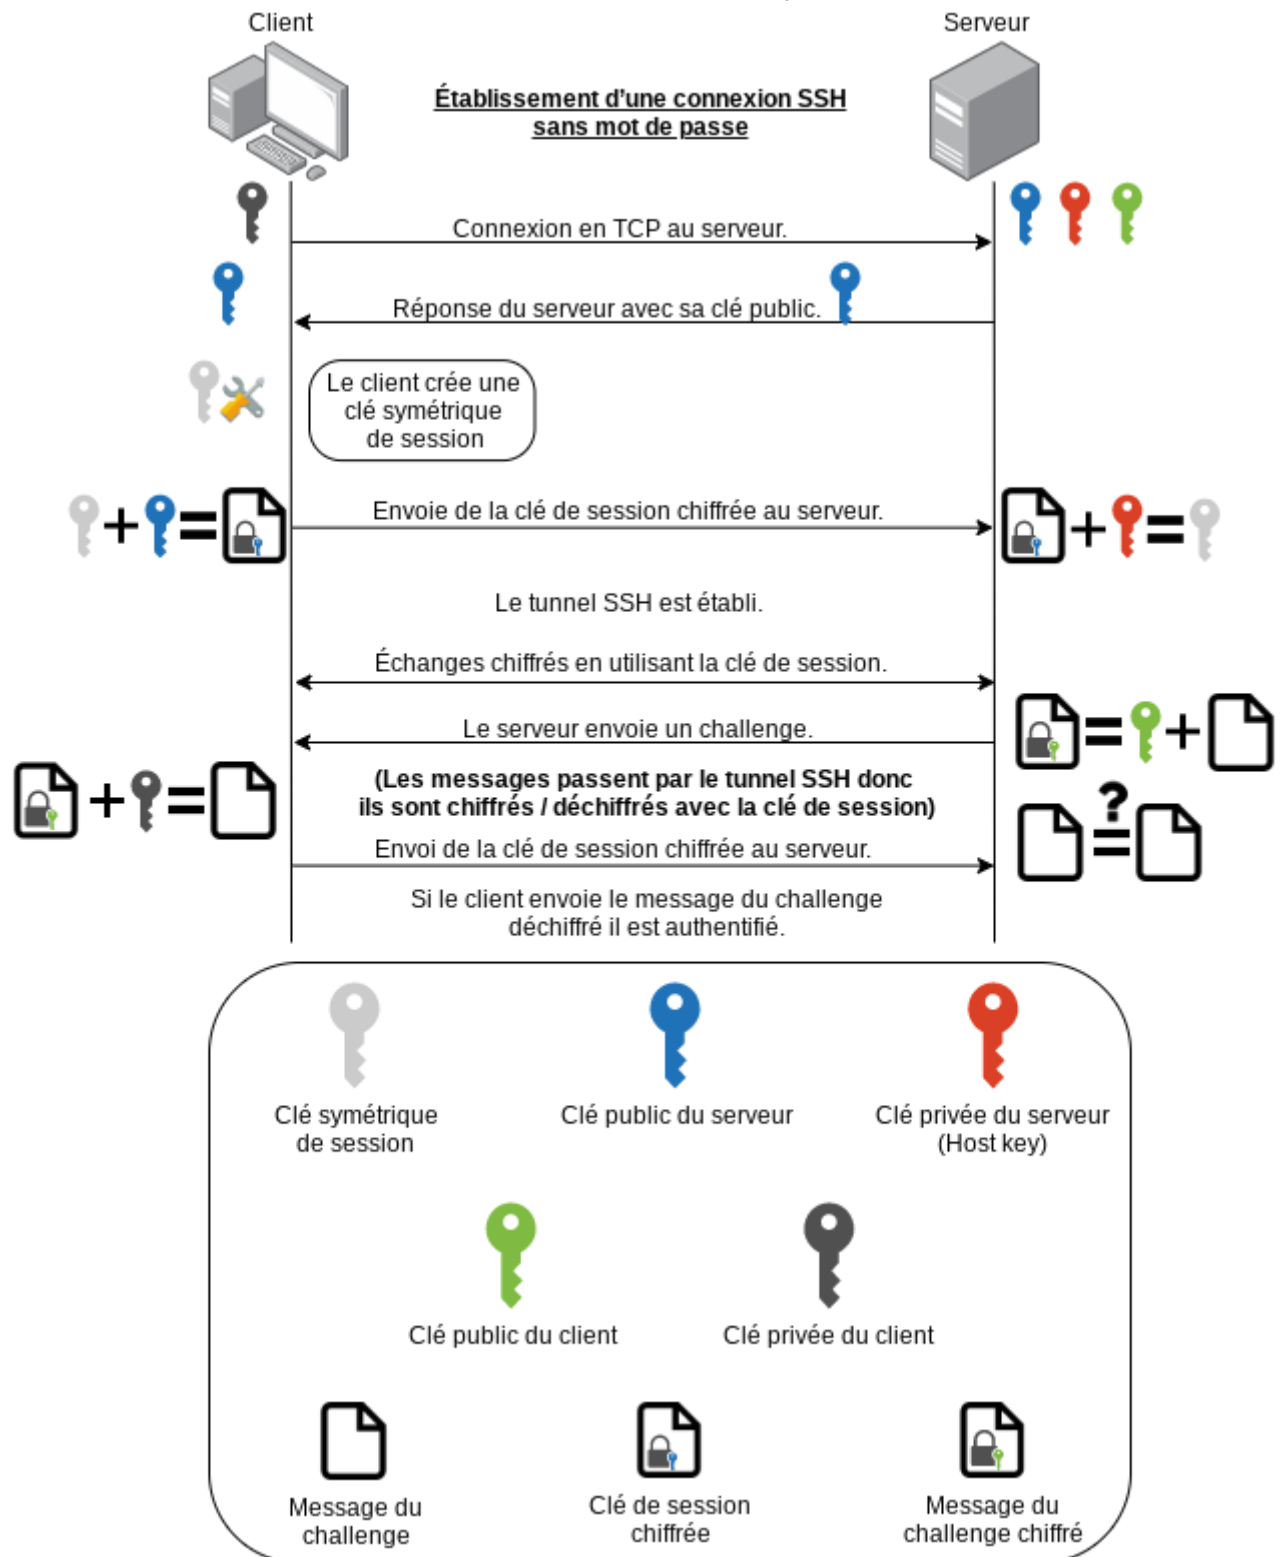 Client
Serveur
Établissement d'une connexion SSH
sans mot de passe
Connexion en TCP au serveur.
Réponse du serveur avec sa clé public.
Le client crée une
clé symétrique
de session
Envoie de la clé de session chiffrée au serveur.
Le tunnel SSH est établi.
Échanges chiffrés en utilisant la clé de session.
Le serveur envoie un challenge.
(Les messages passent par le tunnel SSH donc
ils sont chiffrés / déchiffrés avec la clé de session)
Envoi de la clé de session chiffrée au serveur.
Si le client envoie le message du challenge
déchiffré il est authentifié.
Clé symétrique
de session
Clé public du serveur
Clé privée du serveur
(Host key)
Clé public du client
Clé privée du client
Message du
challenge
Clé de session
chiffrée
Message du
challenge chiffré